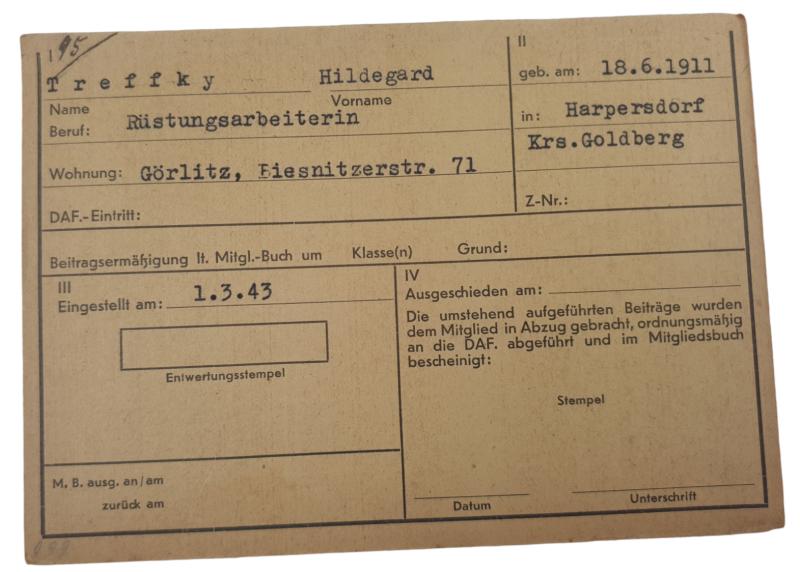 195
I
II
Treffky Hildegard
geb. am: 18.6.1911
Name Vorname
Beruf: Rüstungsarbeiterin
in: Harpersdorf
Krs.Goldberg
Wohnung: Görlitz, Biesnitzerstr. 71
Z-Nr.:
DAF.-Eintritt:
Beitragsermäßigung lt. Mitgl.-Buch um Klasse(n) Grund:
III
Eingestellt am: 1.3.43
Entwertungsstempel
M. B. ausg. an/am
zurück am
IV
Ausgeschieden am:
Die umstehend aufgeführten Beiträge wurden
dem Mitglied in Abzug gebracht, ordnungsmäßig
an die DAF. abgeführt und im Mitgliedsbuch
bescheinigt:
Stempel
Datum Unterschrift